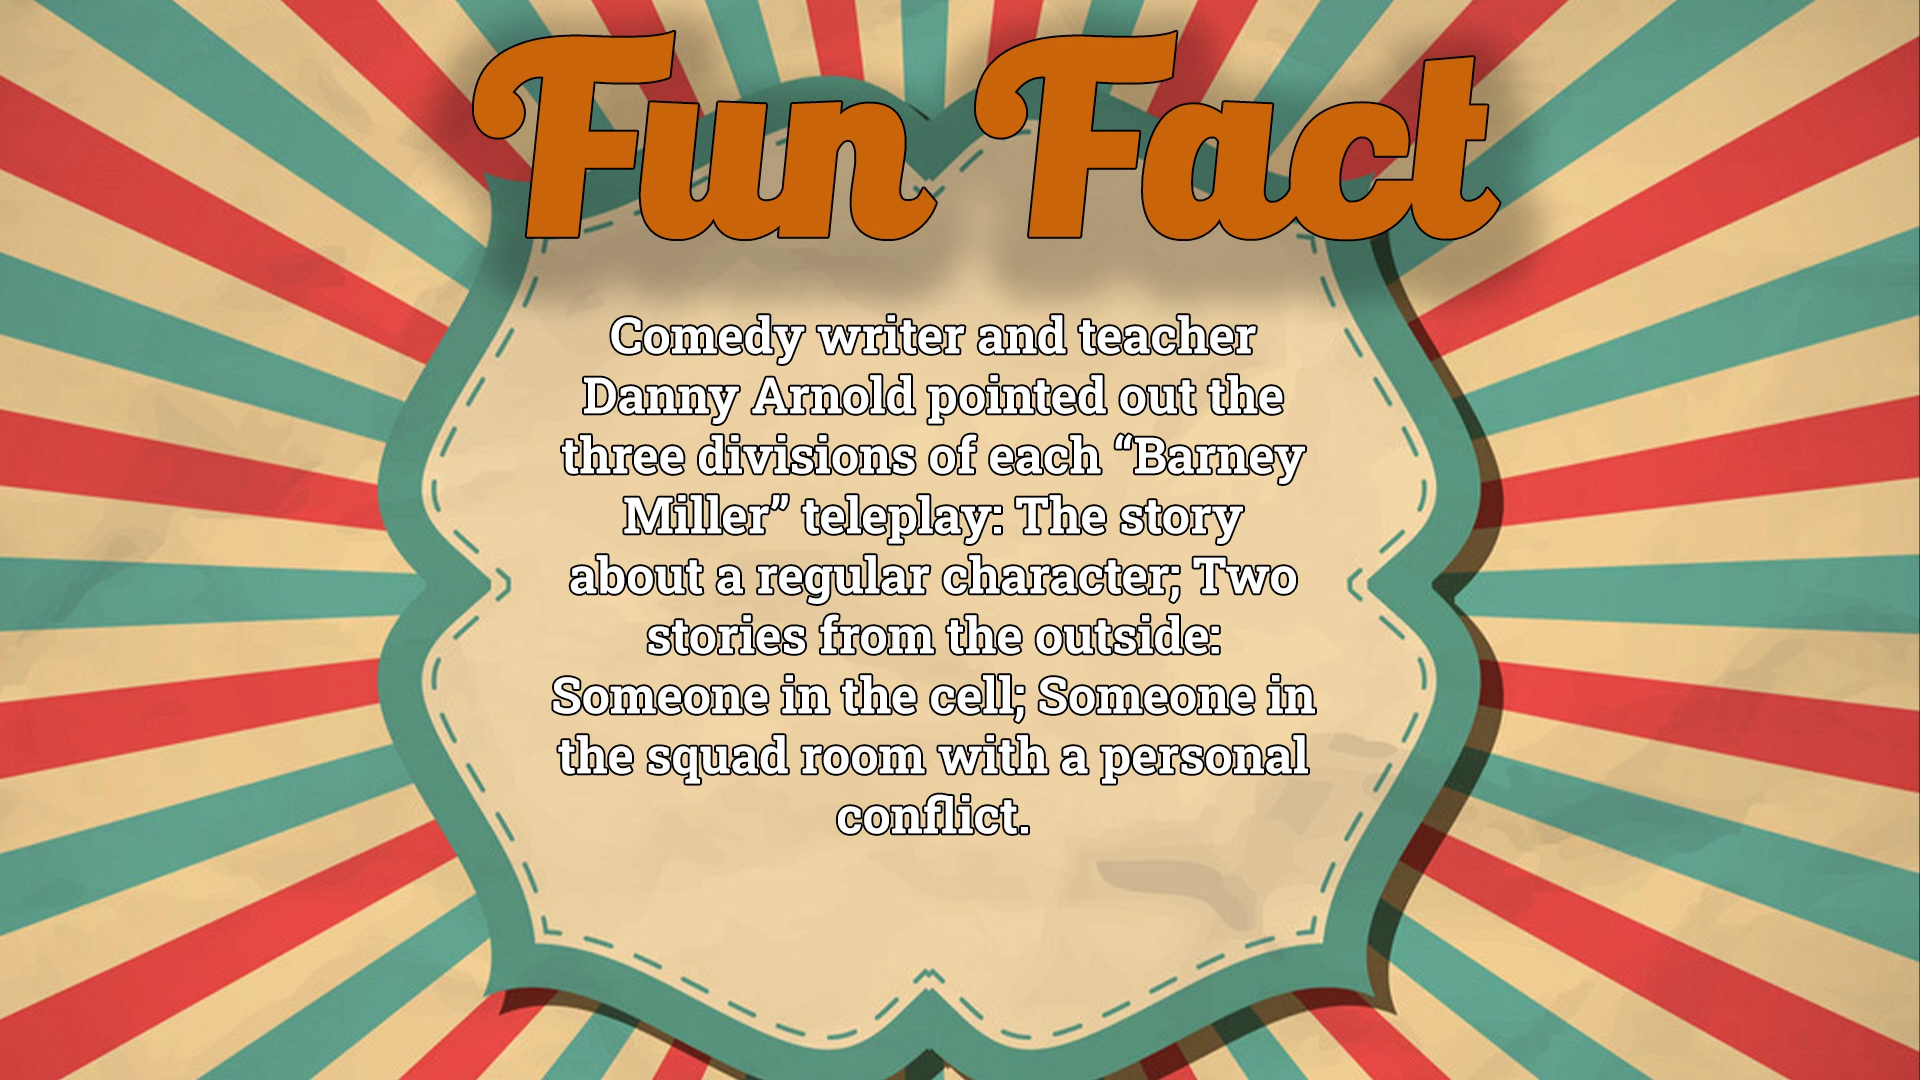 Fun Fact
Comedy writer and teacher
Danny Arnold pointed out the
three divisions of each “Barney
Miller” teleplay: The story
about a regular character; Two
stories from the outside:
Someone in the cell; Someone in
the squad room with a personal
conflict.